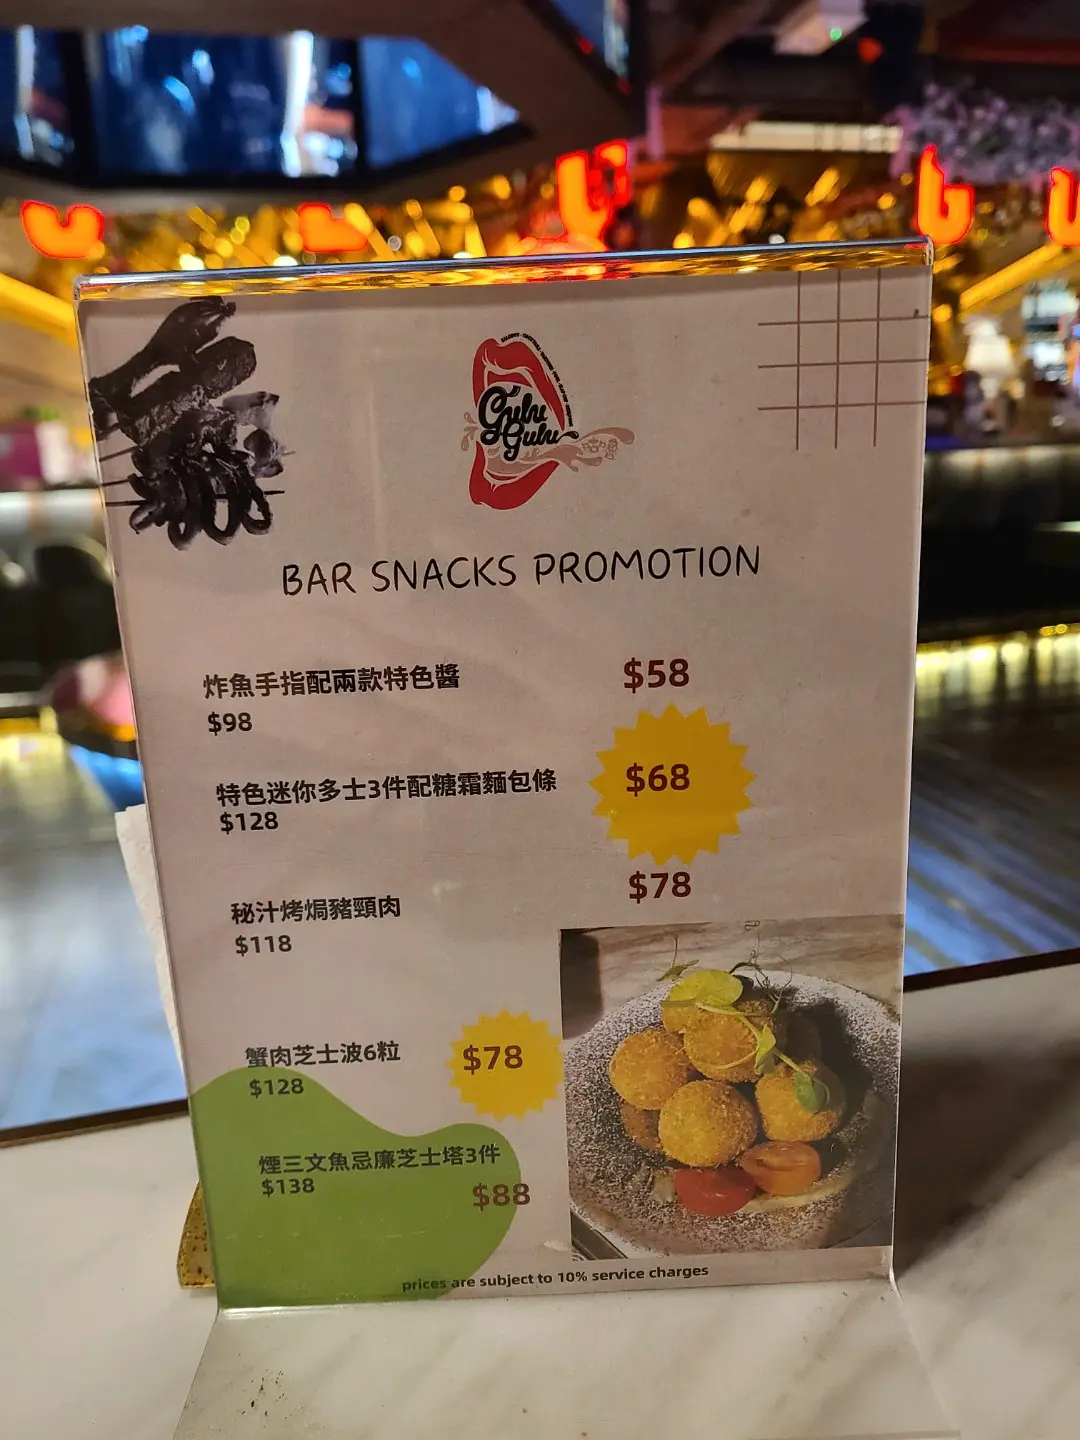 Gulu
Gulu
咕嚕
BAR SNACKS PROMOTION
炸魚手指配兩款特色醬
$58
$98
特色迷你多士3件配糖霜麵包條
$68
$128
$78
秘汁烤焗豬頸肉
$118
蟹肉芝士波6粒
$78
$128
煙三文魚忌廉芝士塔3件
$138
$88
prices are subject to 10% service charges